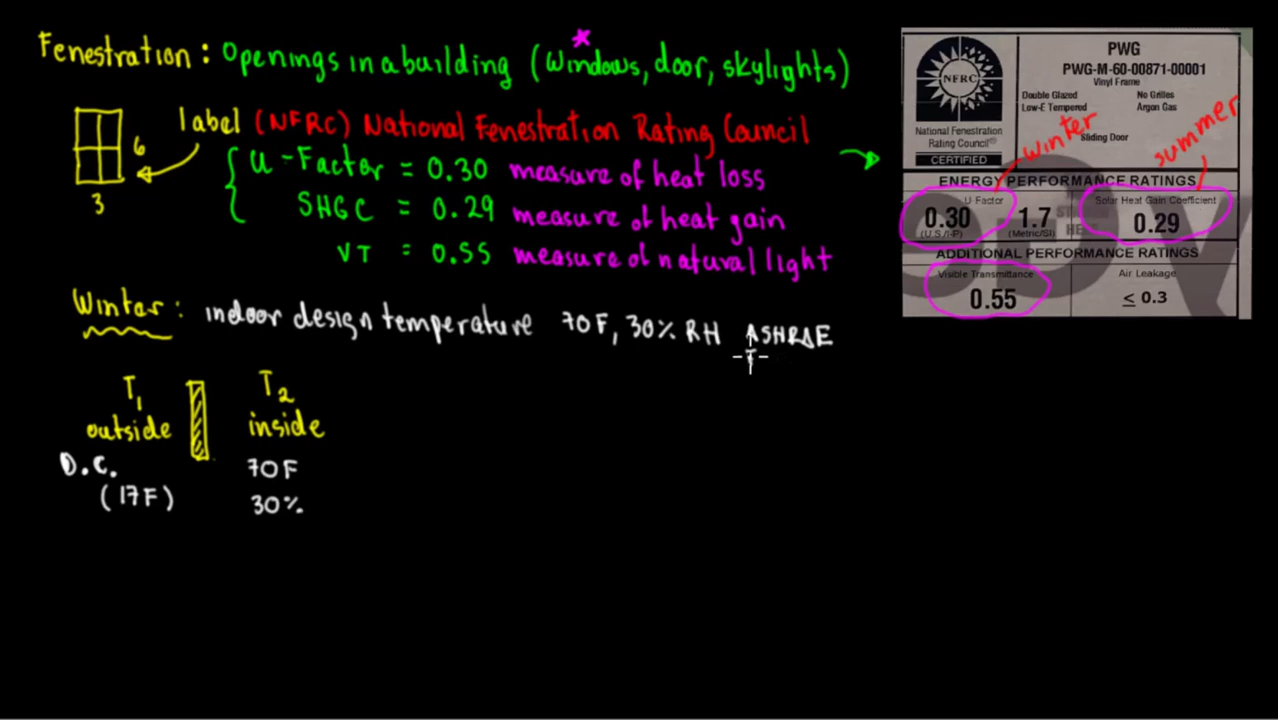 Fenestration: Openings in a building (windows, door, skylights)
label (NFRC) National Fenestration Rating Council
6
3
U-Factor = 0.30 measure of heat loss
SHGC = 0.29 measure of heat gain
VT = 0.55 measure of natural light
Winter: indoor design temperature 70F, 30% RH ASHRAE
T1 T2
outside inside
D.C. 70F
(17F) 30%
NFRC
National Fenestration
Rating Council
CERTIFIED
PWG
PWG-M-60-00871-00001
Vinyl Frame
Double Glazed No Grilles
Low-E Tempered Argon Gas
Sliding Door
winter
summer
ENERGY PERFORMANCE RATINGS
U Factor Solar Heat Gain Coefficient
0.30 1.7 0.29
(U.S./I-P) (Metric/SI)
ADDITIONAL PERFORMANCE RATINGS
Visible Transmittance Air Leakage
0.55 ≤ 0.3